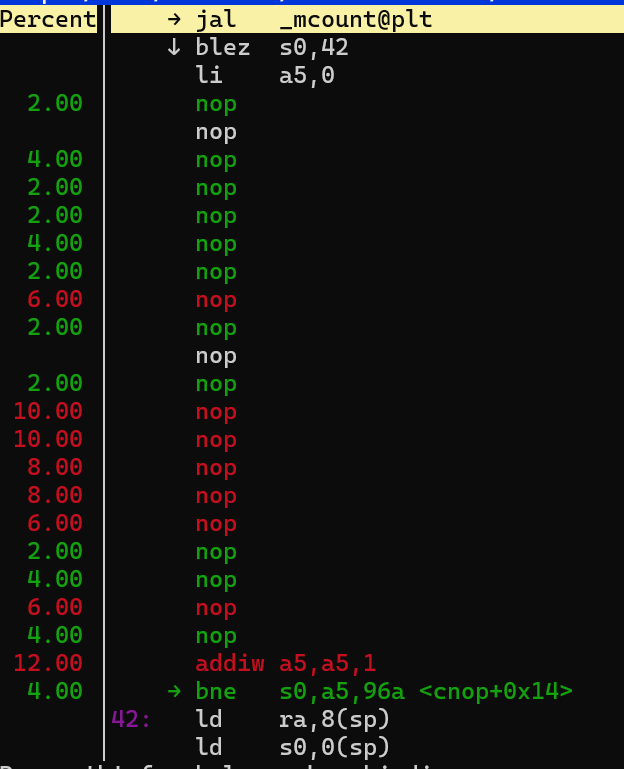 Percent → jal _mcount@plt
↓ blez s0,42
li a5,0
2.00 nop
nop
4.00 nop
2.00 nop
2.00 nop
4.00 nop
2.00 nop
6.00 nop
2.00 nop
nop
2.00 nop
10.00 nop
10.00 nop
8.00 nop
8.00 nop
6.00 nop
2.00 nop
4.00 nop
6.00 nop
4.00 nop
12.00 addiw a5,a5,1
4.00 → bne s0,a5,96a <cnop+0x14>
42: ld ra,8(sp)
ld s0,0(sp)